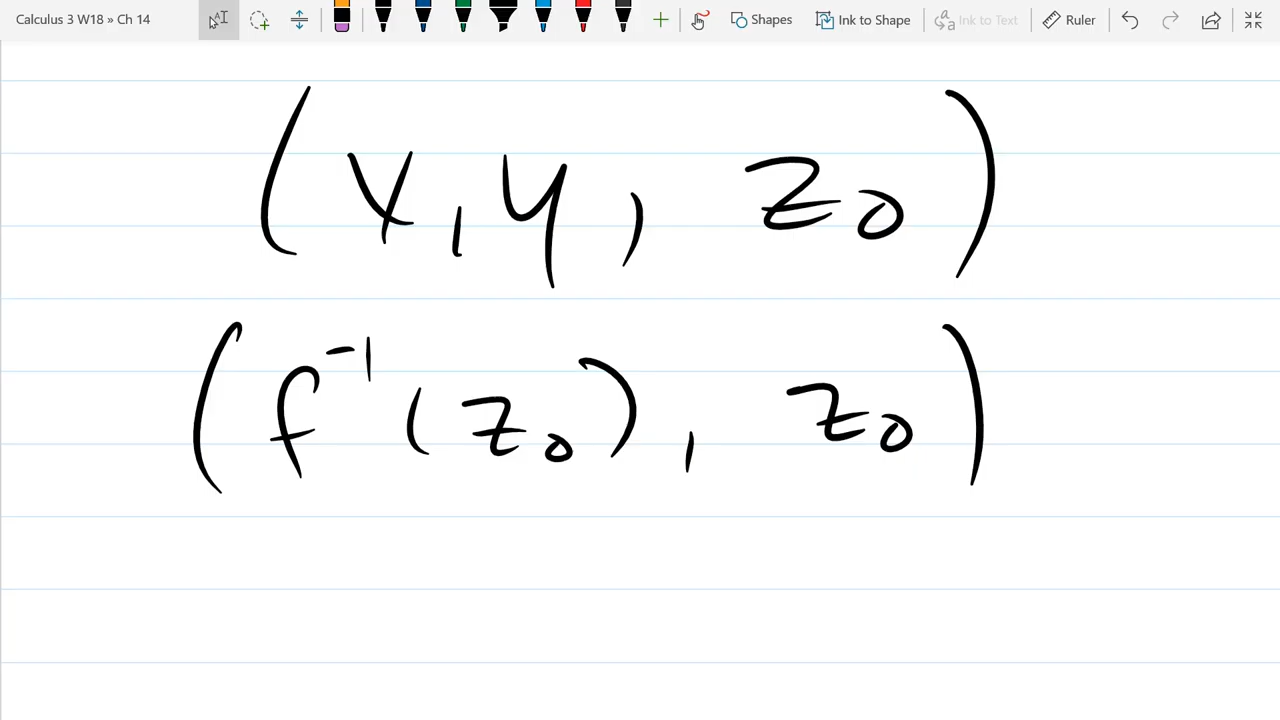 Calculus 3 W18 » Ch 14 Shapes Ink to Shape Ink to Text Ruler
(x, y, z₀)
(f⁻¹(z₀), z₀)